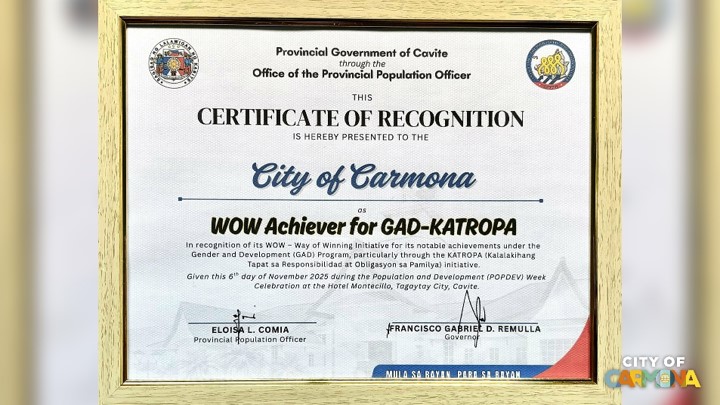 Provincial Government of Cavite
through the
Office of the Provincial Population Officer
THIS
CERTIFICATE OF RECOGNITION
IS HEREBY PRESENTED TO THE
City of Carmona
as
WOW Achiever for GAD-KATROPA
In recognition of its WOW – Way of Winning Initiative for its notable achievements under the
Gender and Development (GAD) Program, particularly through the KATROPA (Kalalakihang
Tapat sa Responsibilidad at Obligasyon sa Pamilya) initiative.
Given this 6th day of November 2025 during the Population and Development (POPDEV) Week
Celebration at the Hotel Montecillo, Tagaytay City, Cavite.
ELOISA L. COMIA
Provincial Population Officer
FRANCISCO GABRIEL D. REMULLA
Governor
MULA SA BAYAN, PARA SA BAYAN
CITY OF
CARMONA